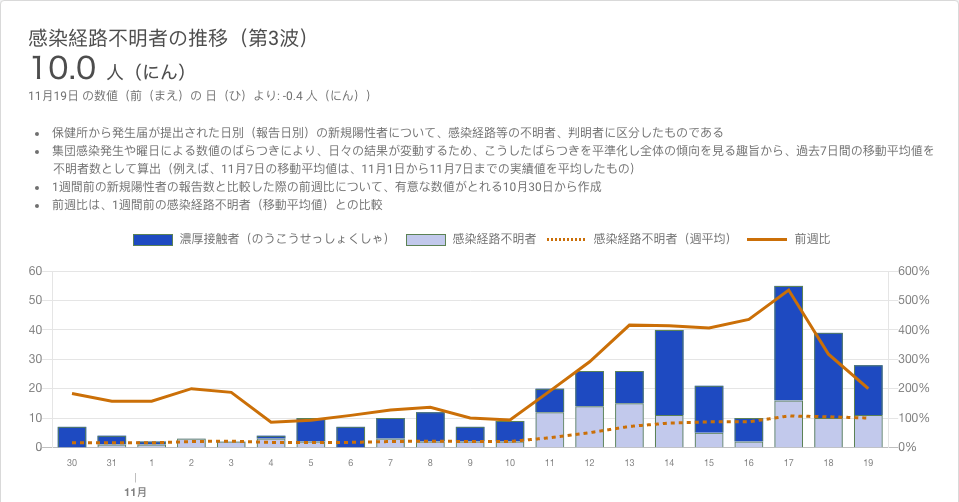 感染経路不明者の推移（第3波）
10.0 人（にん）
11月19日 の数値（前（まえ）の 日（ひ）より: -0.4 人（にん））
• 保健所から発生届が提出された日別（報告日別）の新規陽性者について、感染経路等の不明者、判明者に区分したものである
• 集団感染発生や曜日による数値のばらつきにより、日々の結果が変動するため、こうしたばらつきを平準化し全体の傾向を見る趣旨から、過去7日間の移動平均値を
不明者数として算出（例えば、11月7日の移動平均値は、11月1日から11月7日までの実績値を平均したもの）
• 1週間前の新規陽性者の報告数と比較した際の前週比について、有意な数値がとれる10月30日から作成
• 前週比は、1週間前の感染経路不明者（移動平均値）との比較
濃厚接触者（のうこうせっしょくしゃ） 感染経路不明者 感染経路不明者（週平均） 前週比
60 600%
50 500%
40 400%
30 300%
20 200%
10 100%
0 0%
30 31 1 2 3 4 5 6 7 8 9 10 11 12 13 14 15 16 17 18 19
11月